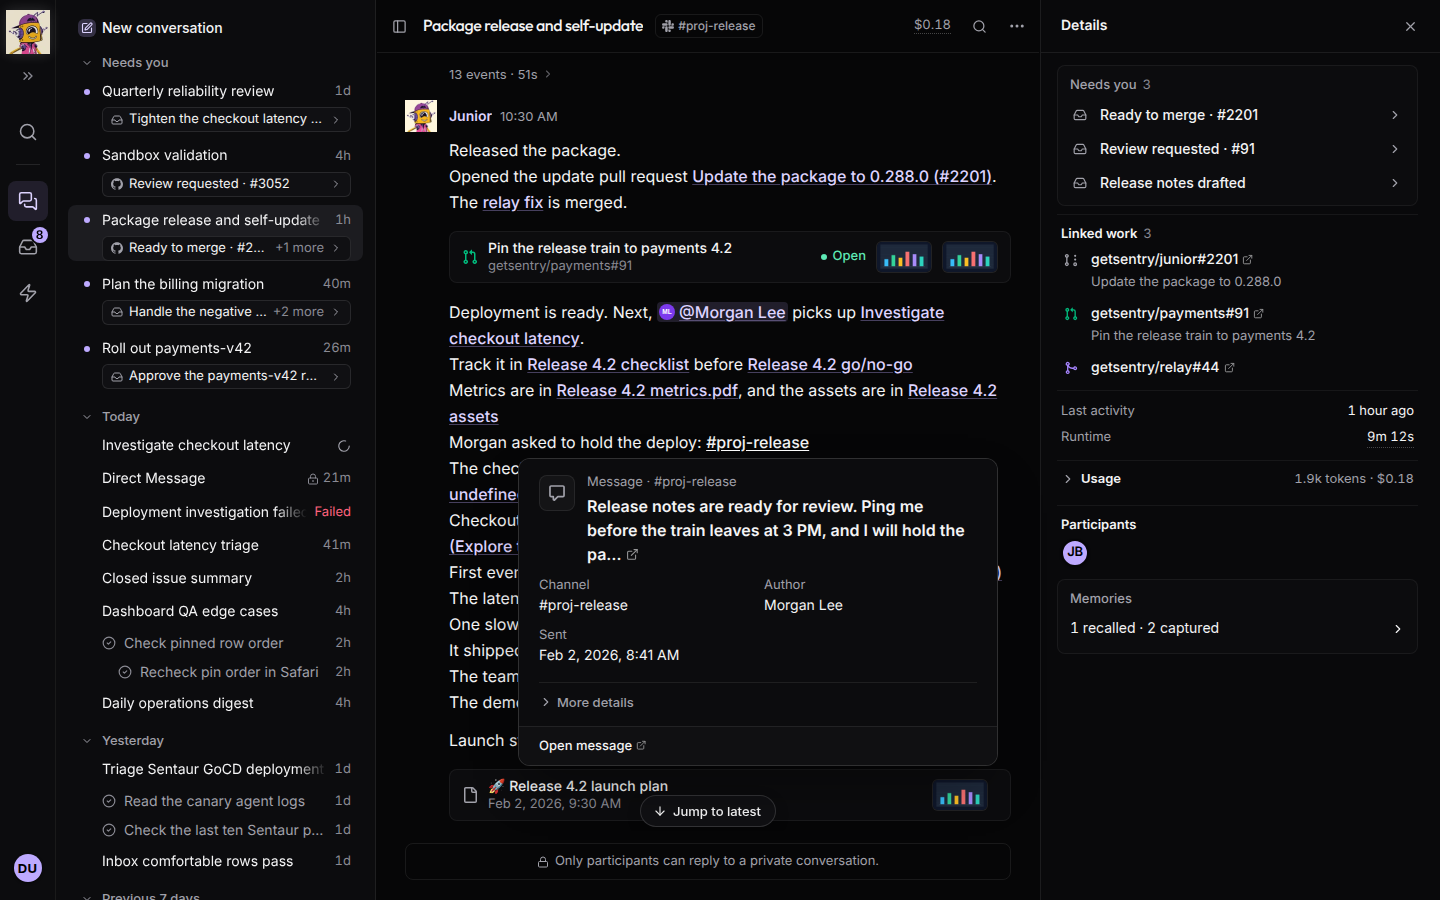 New conversation
Needs you
Quarterly reliability review 1d
Tighten the checkout latency ...
Sandbox validation 4h
Review requested · #3052
Package release and self-update 1h
Ready to merge · #2... +1 more
Plan the billing migration 40m
Handle the negative ... +2 more
Roll out payments-v42 26m
Approve the payments-v42 r...
Today
Investigate checkout latency
Direct Message 21m
Deployment investigation failed Failed
Checkout latency triage 41m
Closed issue summary 2h
Dashboard QA edge cases 4h
Check pinned row order 2h
Recheck pin order in Safari 2h
Daily operations digest 4h
Yesterday
Triage Sentaur GoCD deployment 1d
Read the canary agent logs 1d
Check the last ten Sentaur p... 1d
Inbox comfortable rows pass 1d
Previous 7 days
8
DU
Package release and self-update #proj-release $0.18
13 events · 51s
Junior 10:30 AM
Released the package.
Opened the update pull request Update the package to 0.288.0 (#2201).
The relay fix is merged.
Pin the release train to payments 4.2
getsentry/payments#91
Open
Deployment is ready. Next, ML @Morgan Lee picks up Investigate
checkout latency.
Track it in Release 4.2 checklist before Release 4.2 go/no-go
Metrics are in Release 4.2 metrics.pdf, and the assets are in Release 4.2
assets
Morgan asked to hold the deploy: #proj-release
The chec
undefine
Checkout
(Explore
First ever )
The laten
One slow
It shipped
The team
The dem
Launch s
Message · #proj-release
Release notes are ready for review. Ping me
before the train leaves at 3 PM, and I will hold the
pa...
Channel Author
#proj-release Morgan Lee
Sent
Feb 2, 2026, 8:41 AM
More details
Open message
🚀 Release 4.2 launch plan
Feb 2, 2026, 9:30 AM
Jump to latest
Only participants can reply to a private conversation.
Details
Needs you 3
Ready to merge · #2201
Review requested · #91
Release notes drafted
Linked work 3
getsentry/junior#2201
Update the package to 0.288.0
getsentry/payments#91
Pin the release train to payments 4.2
getsentry/relay#44
Last activity 1 hour ago
Runtime 9m 12s
Usage 1.9k tokens · $0.18
Participants
JB
Memories
1 recalled · 2 captured